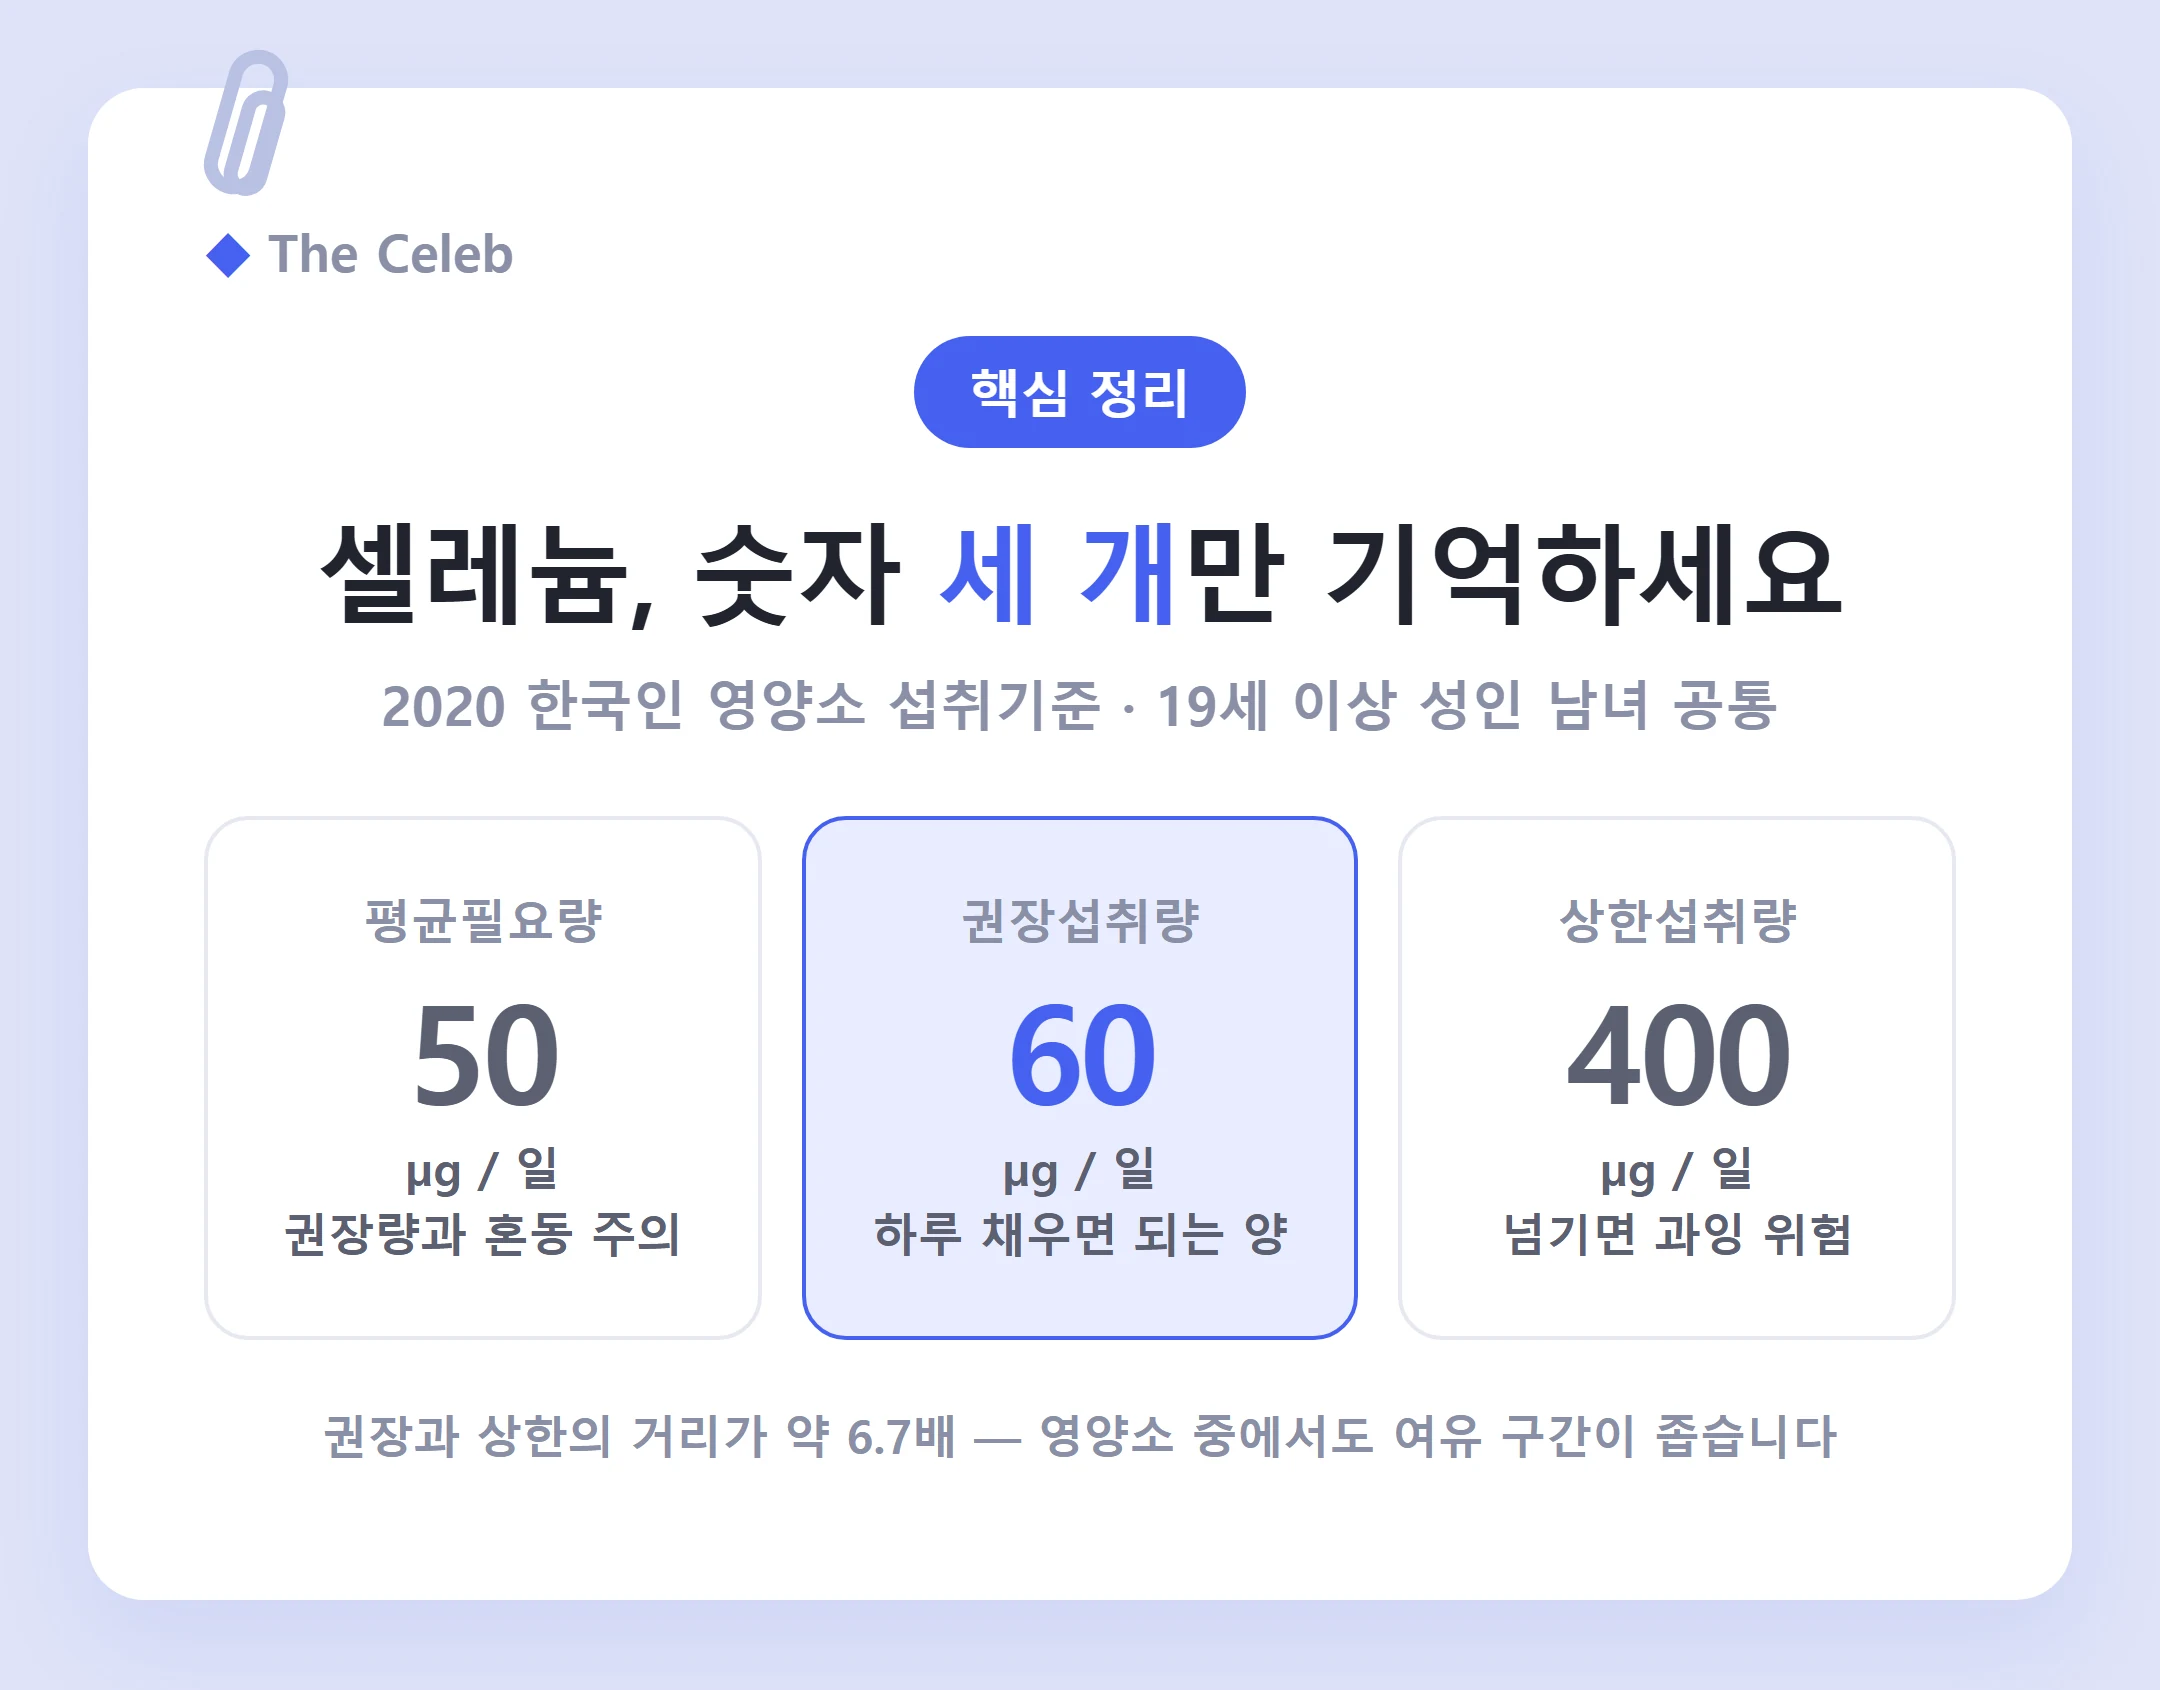 The Celeb
핵심 정리
셀레늄, 숫자 세 개만 기억하세요
2020 한국인 영양소 섭취기준 · 19세 이상 성인 남녀 공통
평균필요량
50
µg / 일
권장량과 혼동 주의
권장섭취량
60
µg / 일
하루 채우면 되는 양
상한섭취량
400
µg / 일
넘기면 과잉 위험
권장과 상한의 거리가 약 6.7배 — 영양소 중에서도 여유 구간이 좁습니다